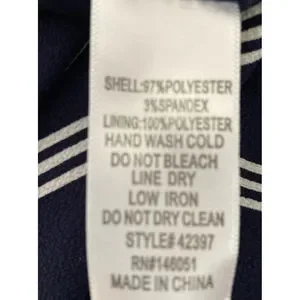 SHELL:97%POLYESTER
3%SPANDEX
LINING:100%POLYESTER
HAND WASH COLD
DO NOT BLEACH
LINE DRY
LOW IRON
DO NOT DRY CLEAN
STYLE# 42397
RN#146051
MADE IN CHINA